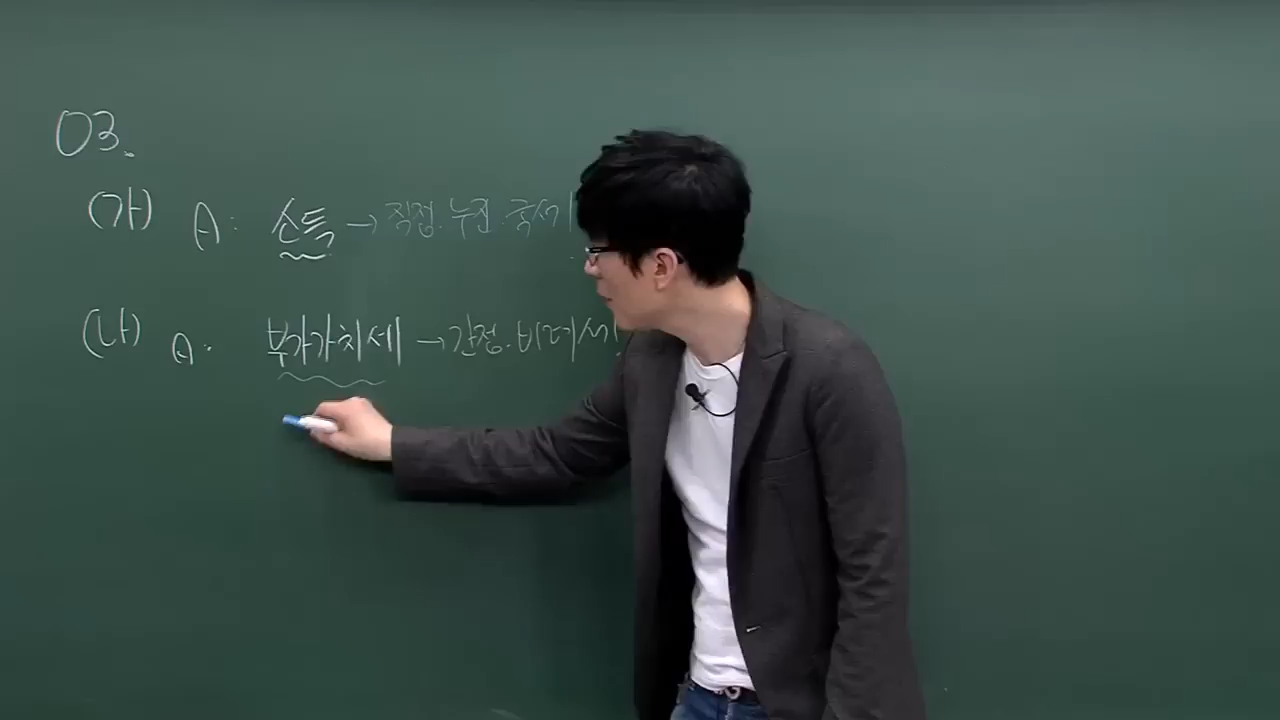 03.
(가) A: 소득 → 직접. 누진. 국세
(나) A. 부가가치세 → 간접. 비례세